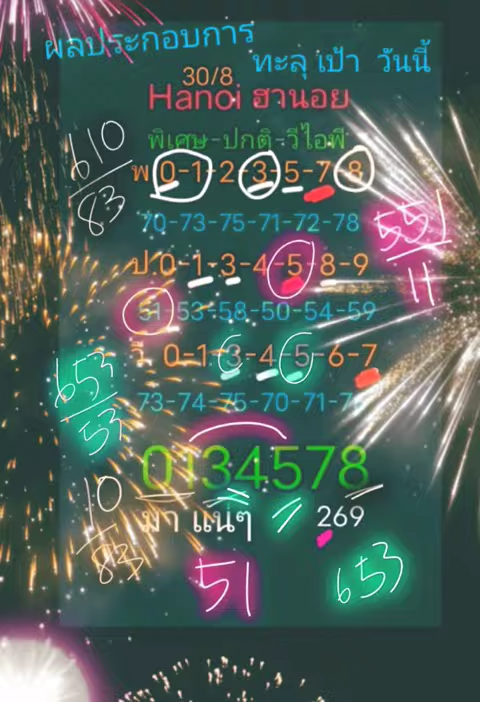 ผลประกอบการ
ทะลุ เป้า วันนี้
30/8
Hanoi ฮานอย
พิเศษ-ปกติ-วีไอพี
610
83
พ 0-1-2-3-5-7-8
70-73-75-71-72-78
551
11
ป 0-1-3-4-5-8-9
51-53-58-50-54-59
วี 0-1-3-4-5-6-7
653
53
73-74-75-70-71-
0134578
10
83
มา แน่ๆ 269
51
653